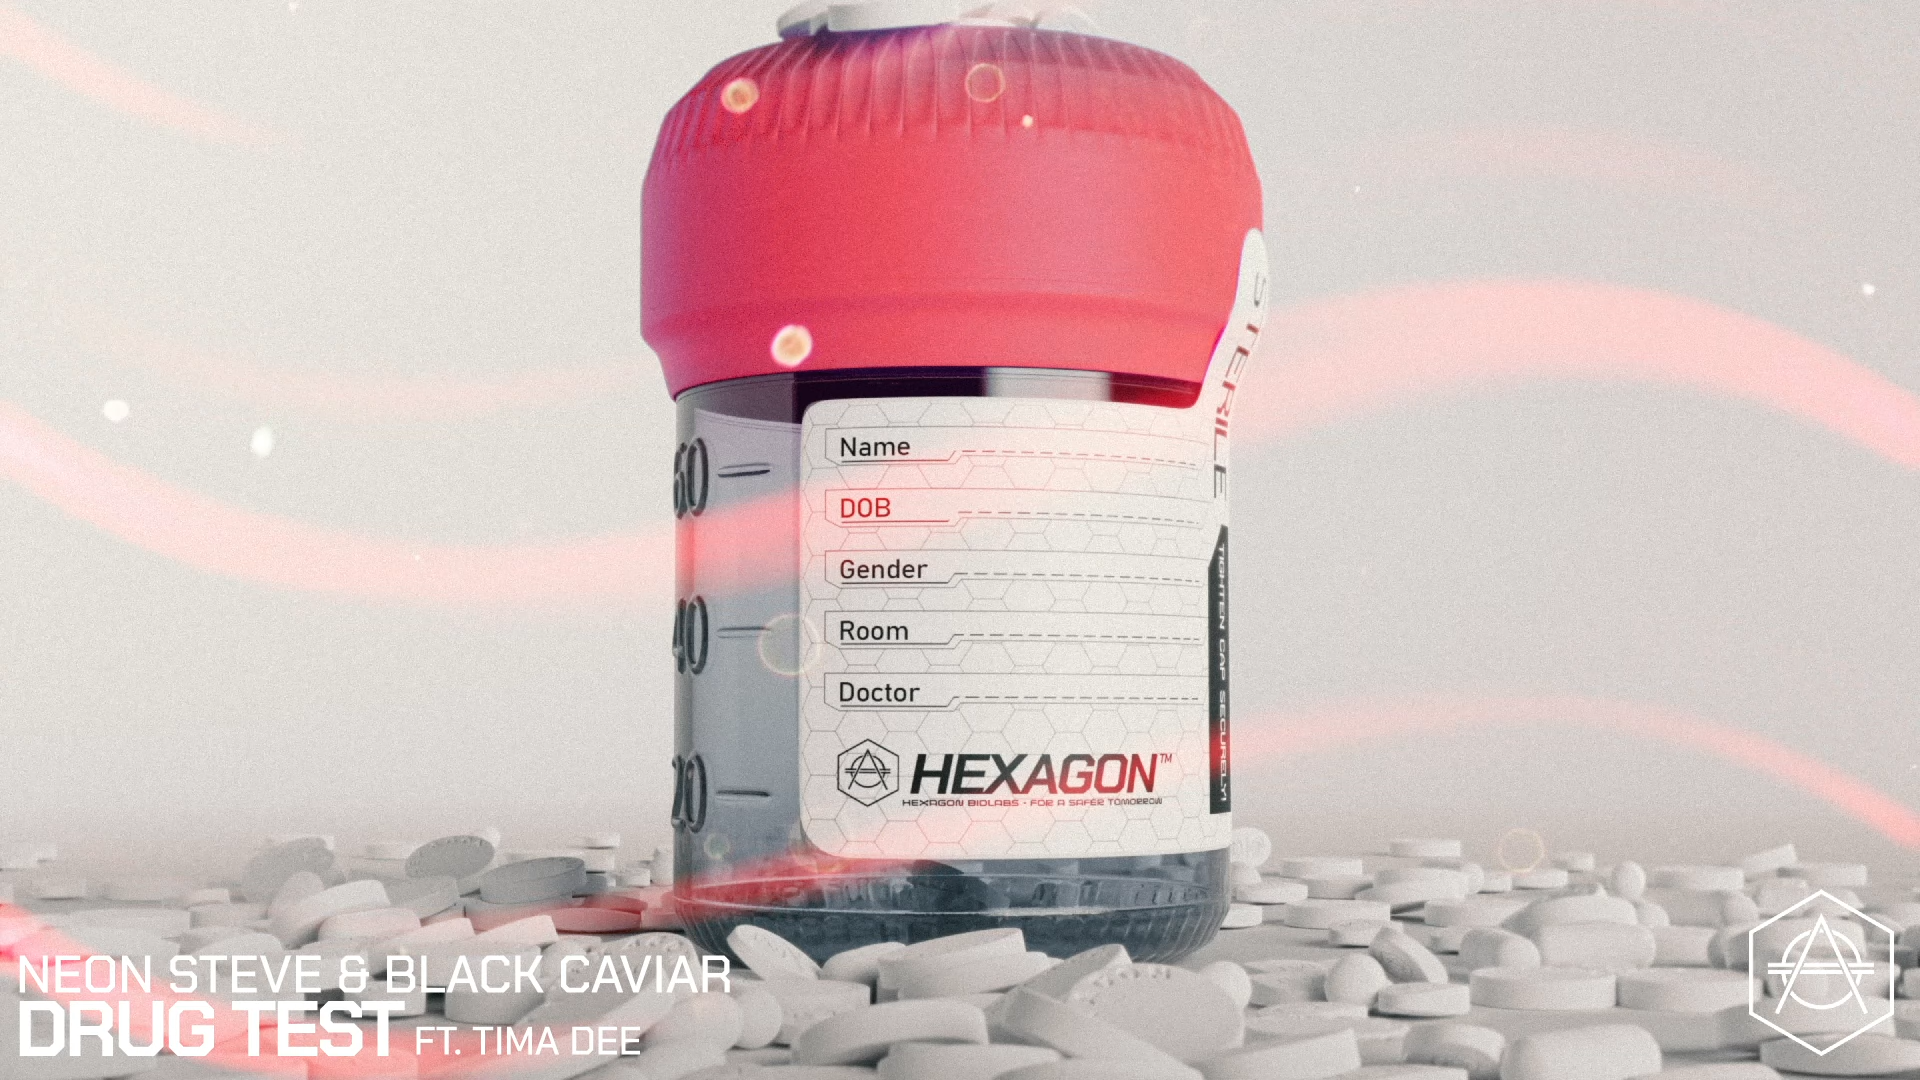 STERILE
60
Name
DOB
Gender
40
Room
Doctor
20
HEXAGON™
HEXAGON BIOLABS - FOR A SAFER TOMORROW
TIGHTEN CAP SECURELY!
NEON STEVE & BLACK CAVIAR
DRUG TEST FT. TIMA DEE